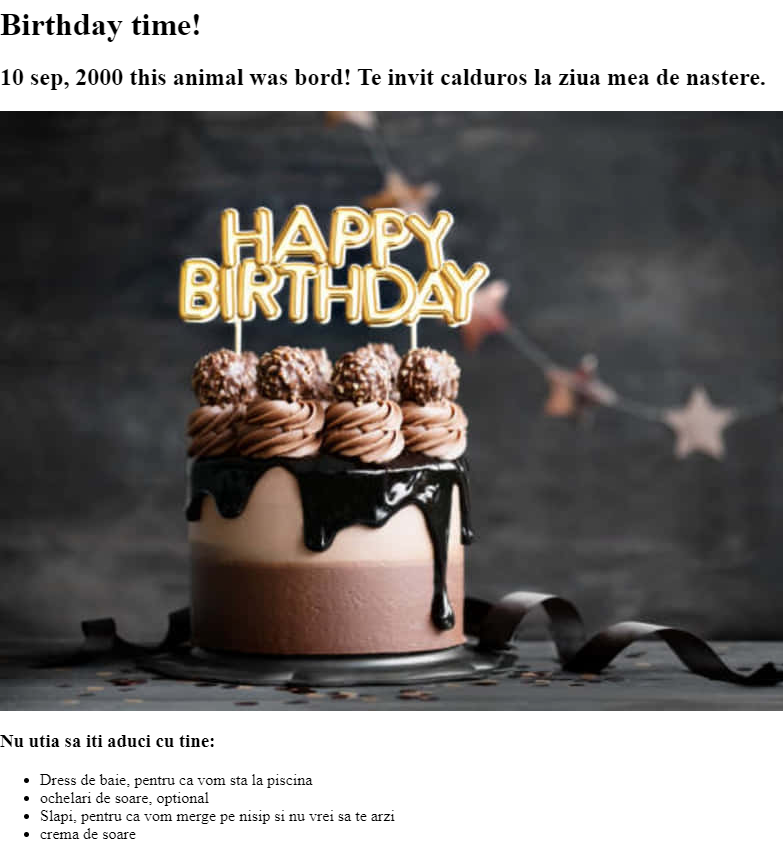 Birthday time!
10 sep, 2000 this animal was bord! Te invit calduros la ziua mea de nastere.
HAPPY
BIRTHDAY
Nu utia sa iti aduci cu tine:
Dress de baie, pentru ca vom sta la piscina
ochelari de soare, optional
Slapi, pentru ca vom merge pe nisip si nu vrei sa te arzi
crema de soare